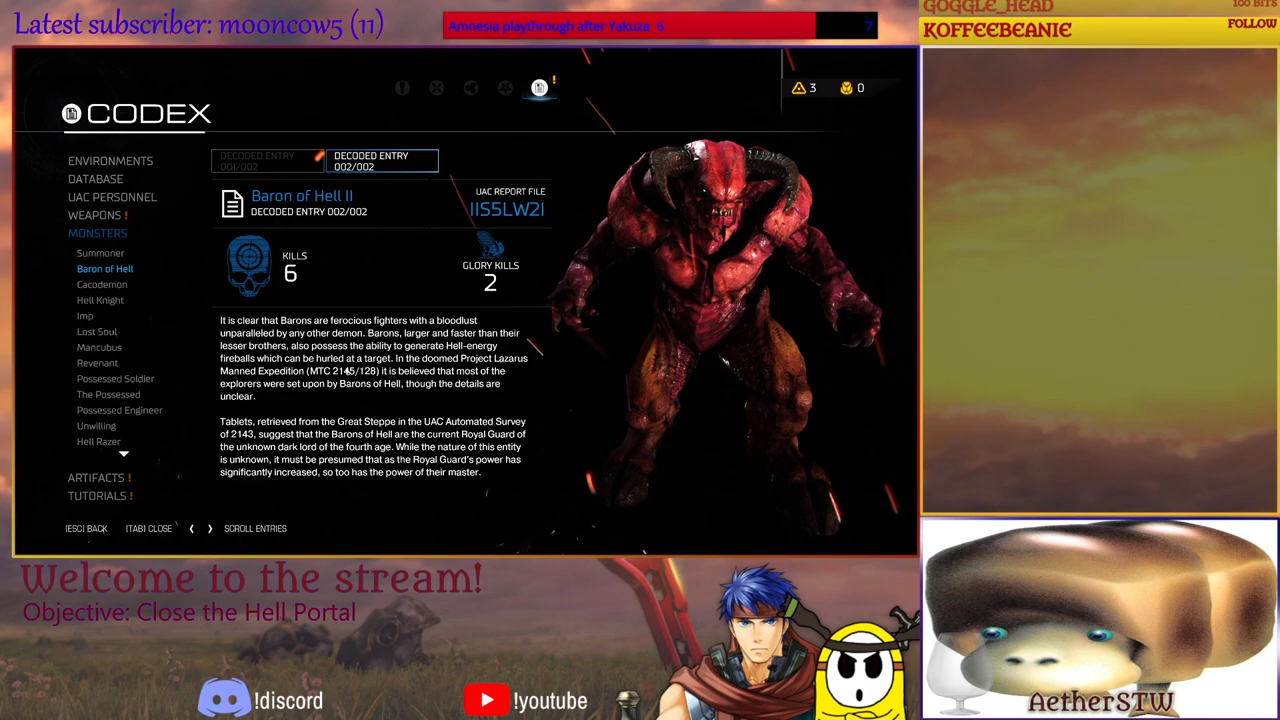 Latest subscriber: mooncow5 (11)
Amnesia playthrough after Yakuza 6
7
GOGGLE_HEAD
100 BITS
KOFFEEBEANIE
FOLLOW
3
0
CODEX
ENVIRONMENTS
DATABASE
UAC PERSONNEL
WEAPONS !
MONSTERS
Summoner
Baron of Hell
Cacodemon
Hell Knight
Imp
Lost Soul
Mancubus
Revenant
Possessed Soldier
The Possessed
Possessed Engineer
Unwilling
Hell Razer
ARTIFACTS !
TUTORIALS !
DECODED ENTRY
001/002
DECODED ENTRY
002/002
Baron of Hell II
DECODED ENTRY 002/002
UAC REPORT FILE
IIS5LW2I
KILLS
6
GLORY KILLS
2
It is clear that Barons are ferocious fighters with a bloodlust
unparalleled by any other demon. Barons, larger and faster than their
lesser brothers, also possess the ability to generate Hell-energy
fireballs which can be hurled at a target. In the doomed Project Lazarus
Manned Expedition (MTC 2145/128) it is believed that most of the
explorers were set upon by Barons of Hell, though the details are
unclear.
Tablets, retrieved from the Great Steppe in the UAC Automated Survey
of 2143, suggest that the Barons of Hell are the current Royal Guard of
the unknown dark lord of the fourth age. While the nature of this entity
is unknown, it must be presumed that as the Royal Guard's power has
significantly increased, so too has the power of their master.
[ESC] BACK
[TAB] CLOSE
SCROLL ENTRIES
Welcome to the stream!
Objective: Close the Hell Portal
!discord
!youtube
AetherSTW